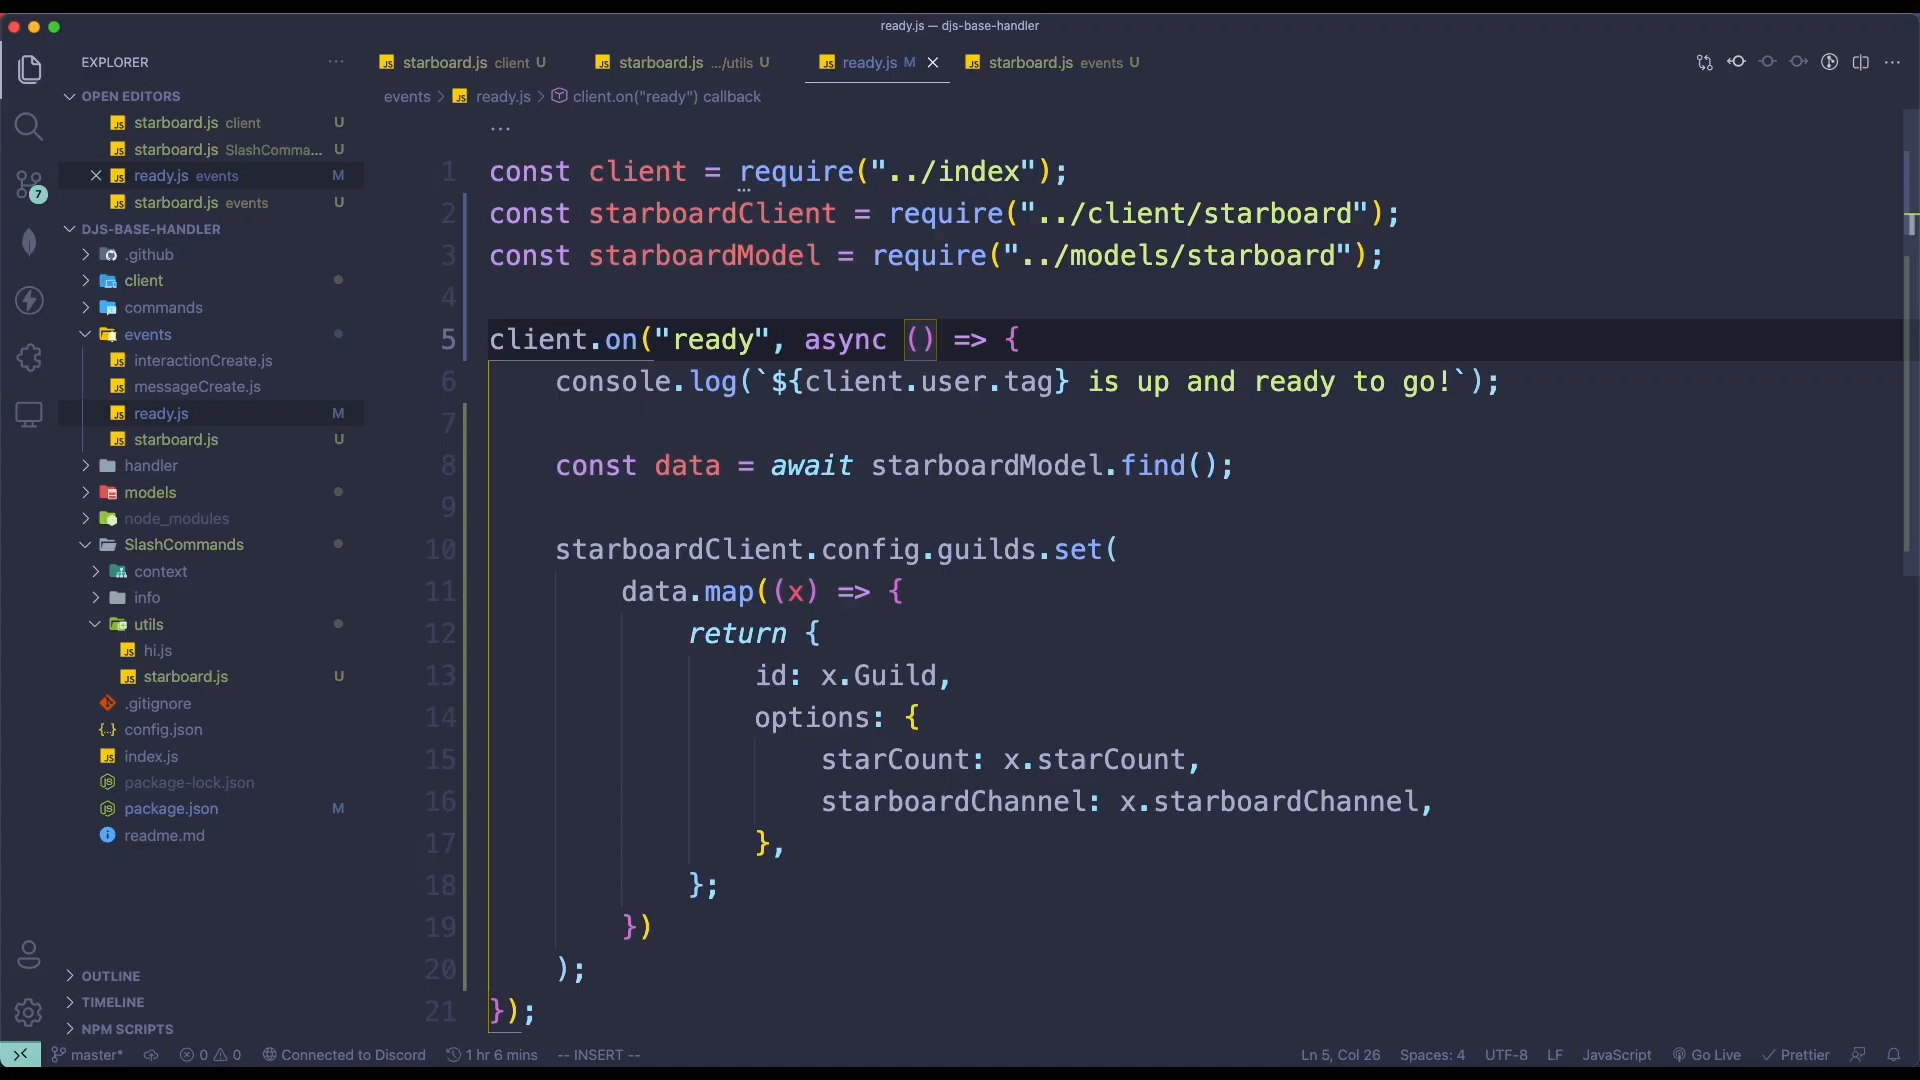 ready.js — djs-base-handler
EXPLORER
starboard.js client U
starboard.js .../utils U
ready.js M
starboard.js events U
events > ready.js > client.on("ready") callback
OPEN EDITORS
starboard.js client U
starboard.js SlashComma... U
ready.js events M
starboard.js events U
DJS-BASE-HANDLER
.github
client
commands
events
interactionCreate.js
messageCreate.js
ready.js M
starboard.js U
handler
models
node_modules
SlashCommands
context
info
utils
hi.js
starboard.js U
.gitignore
config.json
index.js
package-lock.json
package.json M
readme.md
OUTLINE
TIMELINE
NPM SCRIPTS
7
...
1 const client = require("../index");
2 const starboardClient = require("../client/starboard");
3 const starboardModel = require("../models/starboard");
4
5 client.on("ready", async () => {
6 console.log(`${client.user.tag} is up and ready to go!`);
7
8 const data = await starboardModel.find();
9
10 starboardClient.config.guilds.set(
11 data.map((x) => {
12 return {
13 id: x.Guild,
14 options: {
15 starCount: x.starCount,
16 starboardChannel: x.starboardChannel,
17 },
18 };
19 })
20 );
21 });
master* 0 0 Connected to Discord 1 hr 6 mins -- INSERT -- Ln 5, Col 26 Spaces: 4 UTF-8 LF JavaScript Go Live Prettier